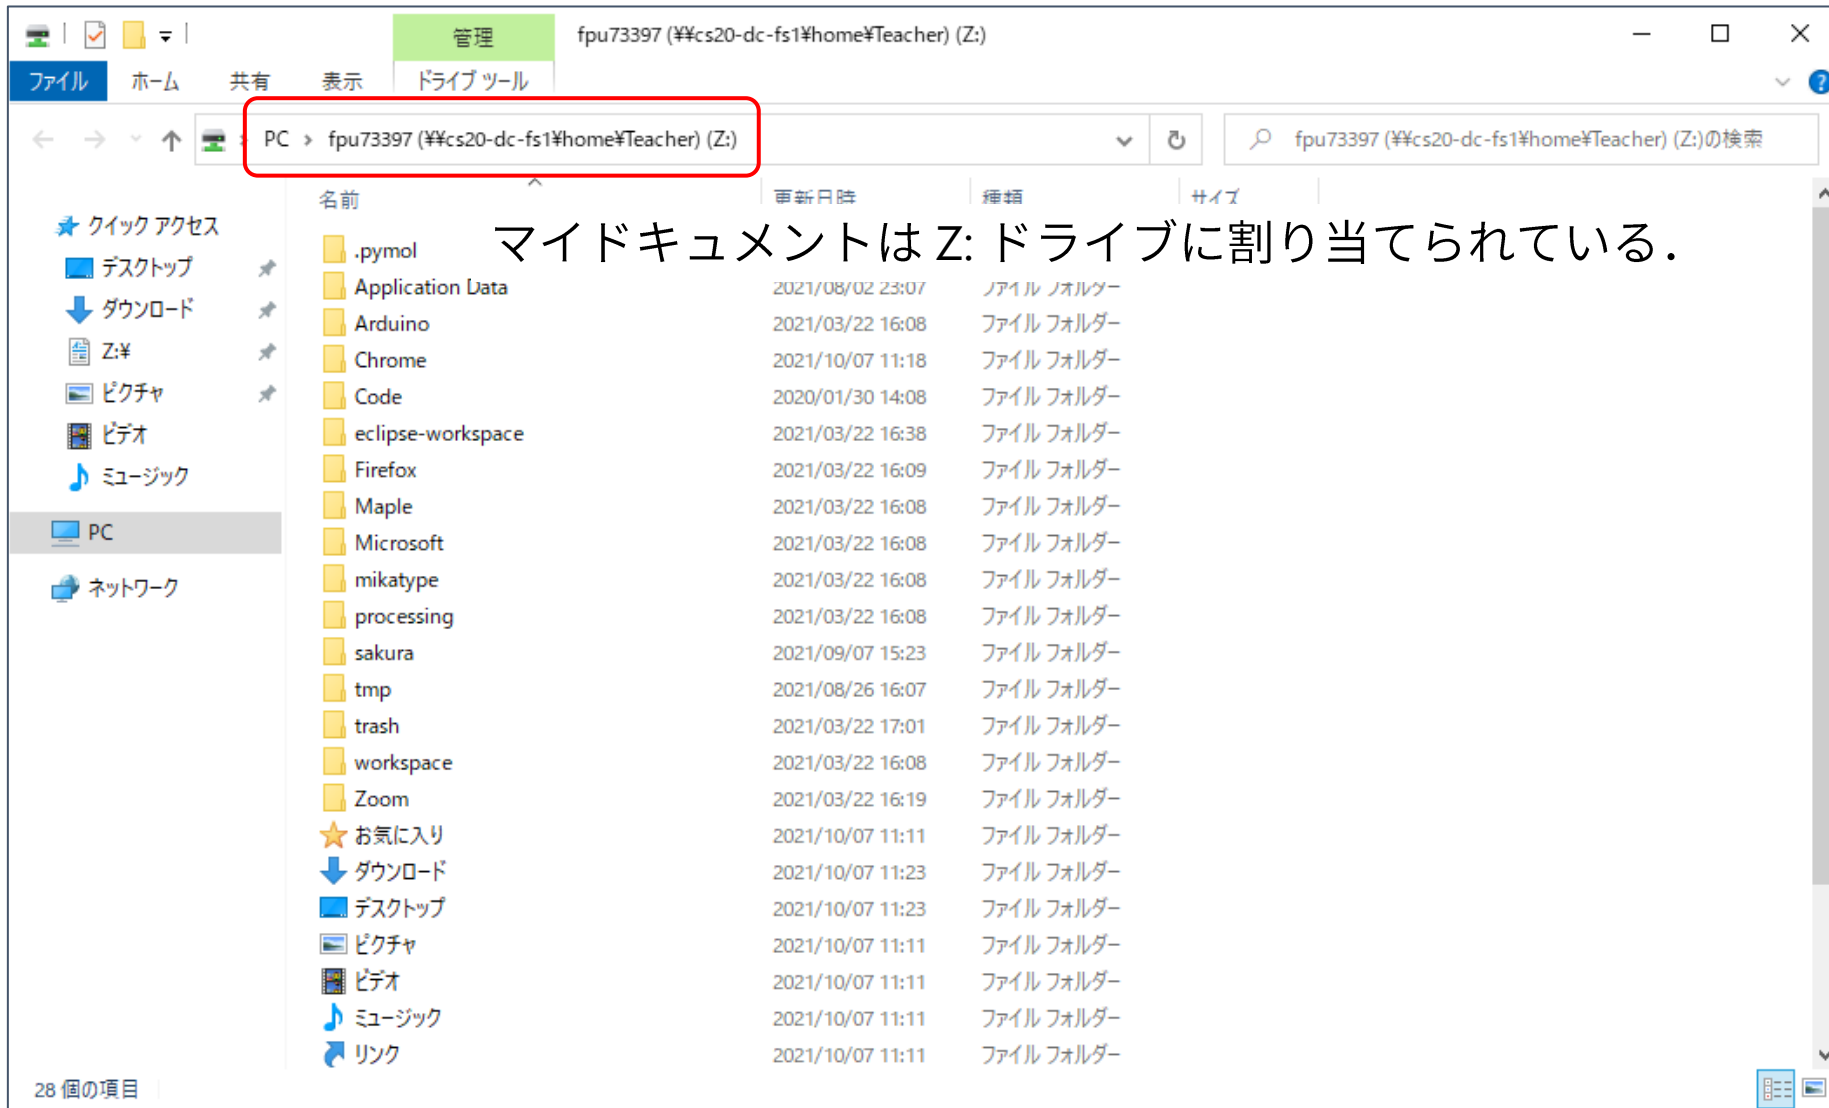 管理
fpu73397 (¥¥cs20-dc-fs1¥home¥Teacher) (Z:)
ファイル ホーム 共有 表示 ドライブ ツール
PC › fpu73397 (¥¥cs20-dc-fs1¥home¥Teacher) (Z:)
fpu73397 (¥¥cs20-dc-fs1¥home¥Teacher) (Z:)の検索
クイック アクセス
デスクトップ
ダウンロード
Z:¥
ピクチャ
ビデオ
ミュージック
PC
ネットワーク
名前 更新日時 種類 サイズ
マイドキュメントは Z: ドライブに割り当てられている．
.pymol
Application Data 2021/08/02 23:07 ファイル フォルダー
Arduino 2021/03/22 16:08 ファイル フォルダー
Chrome 2021/10/07 11:18 ファイル フォルダー
Code 2020/01/30 14:08 ファイル フォルダー
eclipse-workspace 2021/03/22 16:38 ファイル フォルダー
Firefox 2021/03/22 16:09 ファイル フォルダー
Maple 2021/03/22 16:08 ファイル フォルダー
Microsoft 2021/03/22 16:08 ファイル フォルダー
mikatype 2021/03/22 16:08 ファイル フォルダー
processing 2021/03/22 16:08 ファイル フォルダー
sakura 2021/09/07 15:23 ファイル フォルダー
tmp 2021/08/26 16:07 ファイル フォルダー
trash 2021/03/22 17:01 ファイル フォルダー
workspace 2021/03/22 16:08 ファイル フォルダー
Zoom 2021/03/22 16:19 ファイル フォルダー
お気に入り 2021/10/07 11:11 ファイル フォルダー
ダウンロード 2021/10/07 11:23 ファイル フォルダー
デスクトップ 2021/10/07 11:23 ファイル フォルダー
ピクチャ 2021/10/07 11:11 ファイル フォルダー
ビデオ 2021/10/07 11:11 ファイル フォルダー
ミュージック 2021/10/07 11:11 ファイル フォルダー
リンク 2021/10/07 11:11 ファイル フォルダー
28 個の項目